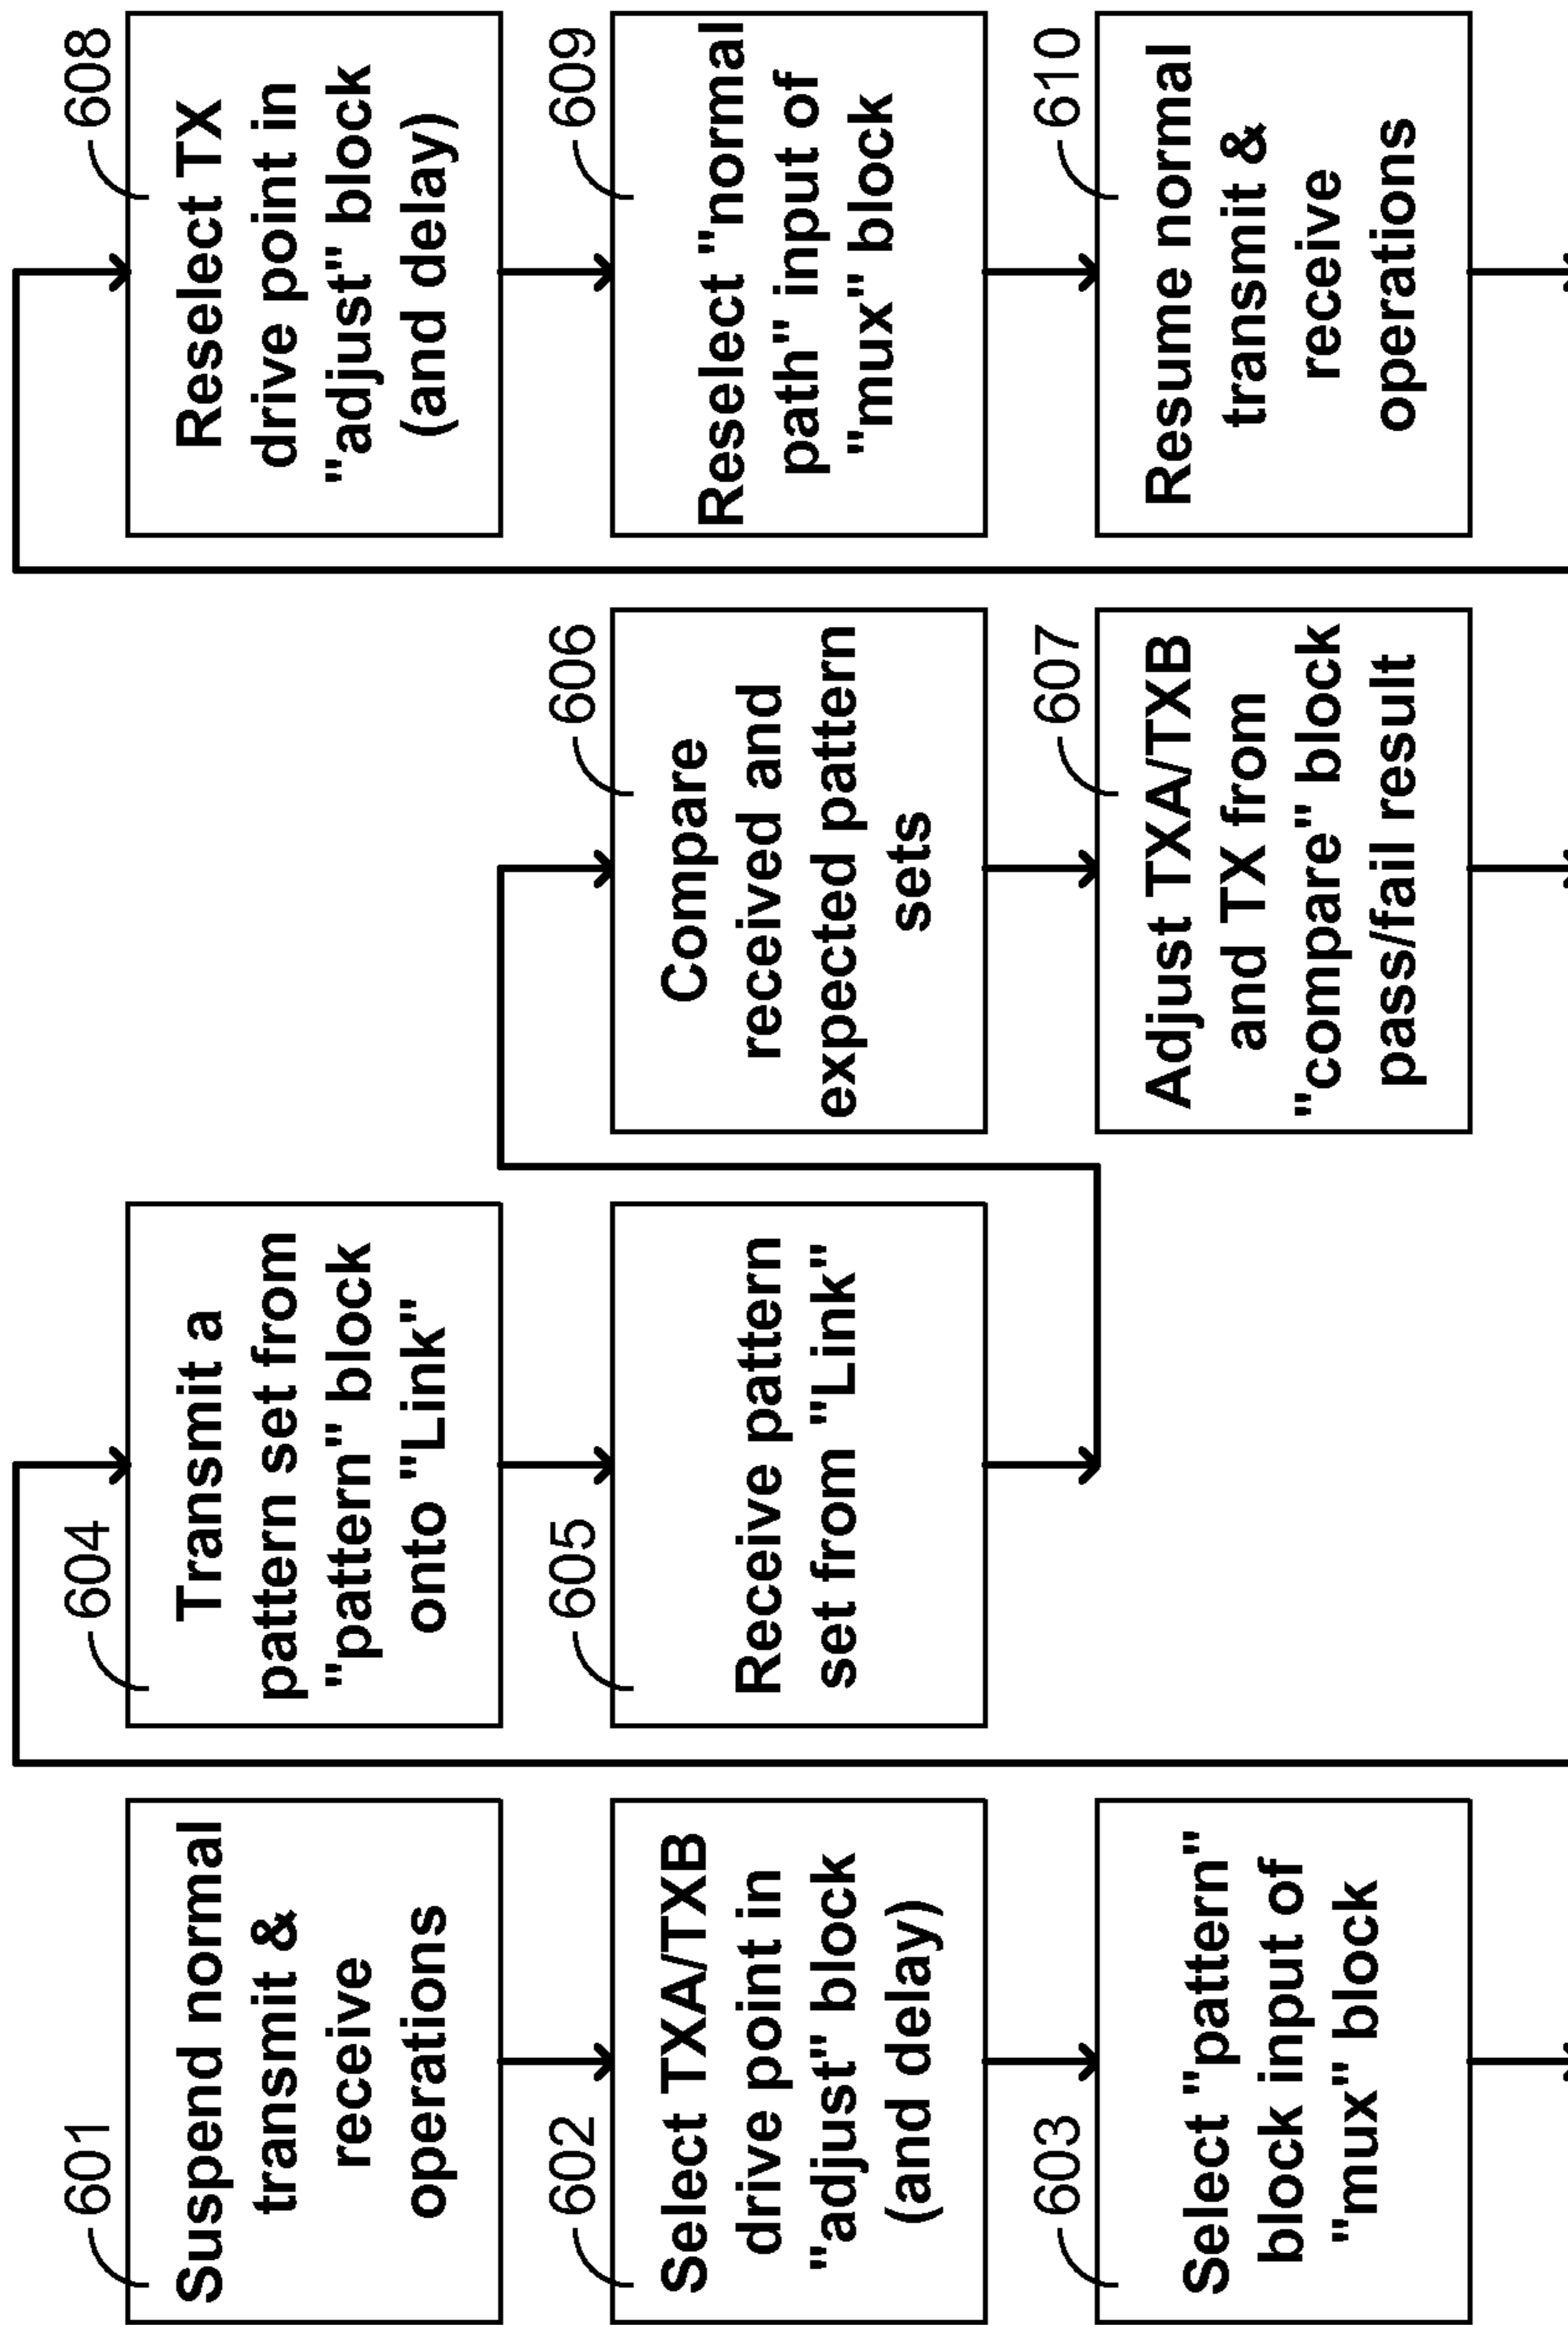 601
Suspend normal
transmit &
receive
operations
602
Select TXA/TXB
drive point in
"adjust" block
(and delay)
603
Select "pattern"
block input of
"mux" block
604
Transmit a
pattern set from
"pattern" block
onto "Link"
605
Receive pattern
set from "Link"
606
Compare
received and
expected pattern
sets
607
Adjust TXA/TXB
and TX from
"compare" block
pass/fail result
608
Reselect TX
drive point in
"adjust" block
(and delay)
609
Reselect "normal
path" input of
"mux" block
610
Resume normal
transmit &
receive
operations